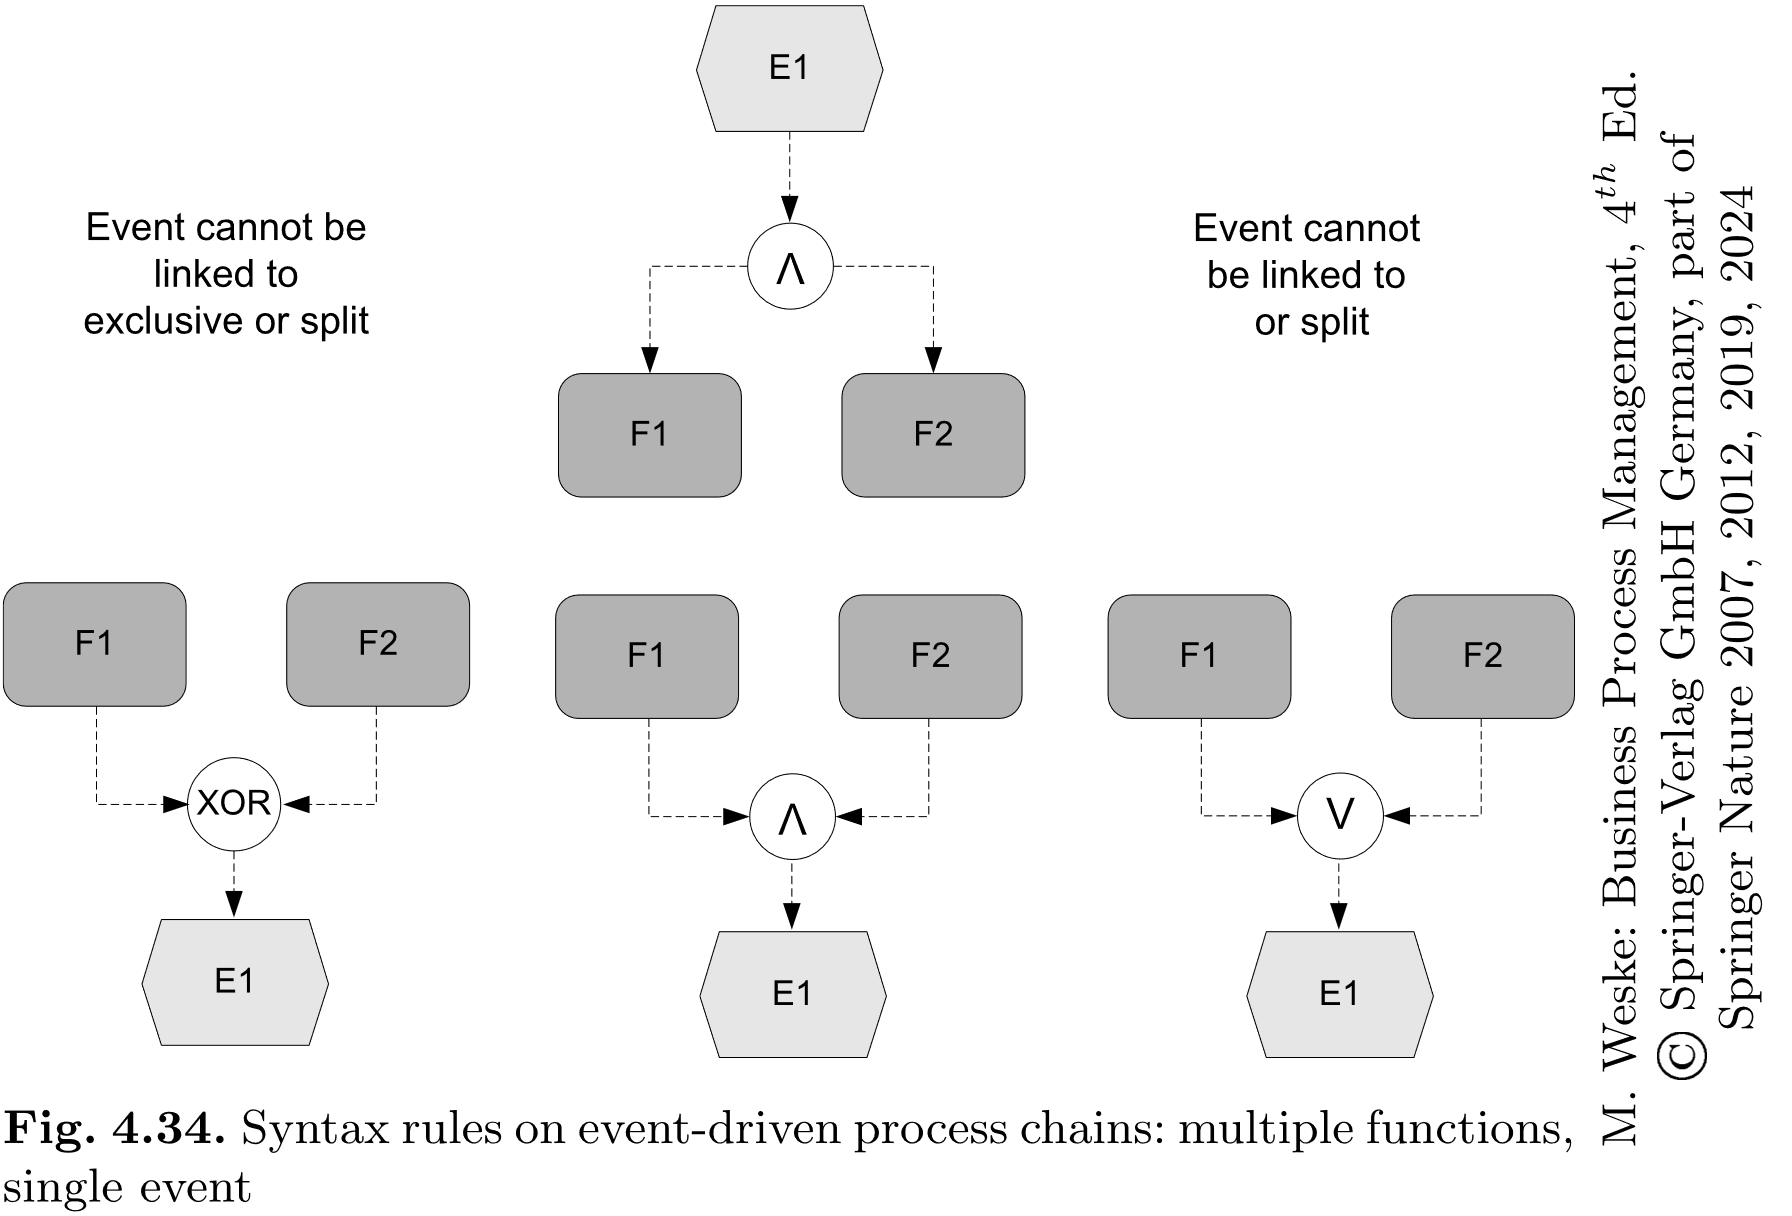 E1
Event cannot be
linked to
exclusive or split
Λ
Event cannot
be linked to
or split
F1
F2
F1
F2
XOR
E1
F1
F2
Λ
E1
F1
F2
V
E1
Fig. 4.34. Syntax rules on event-driven process chains: multiple functions,
single event
M. Weske: Business Process Management, 4th Ed.
© Springer-Verlag GmbH Germany, part of
Springer Nature 2007, 2012, 2019, 2024